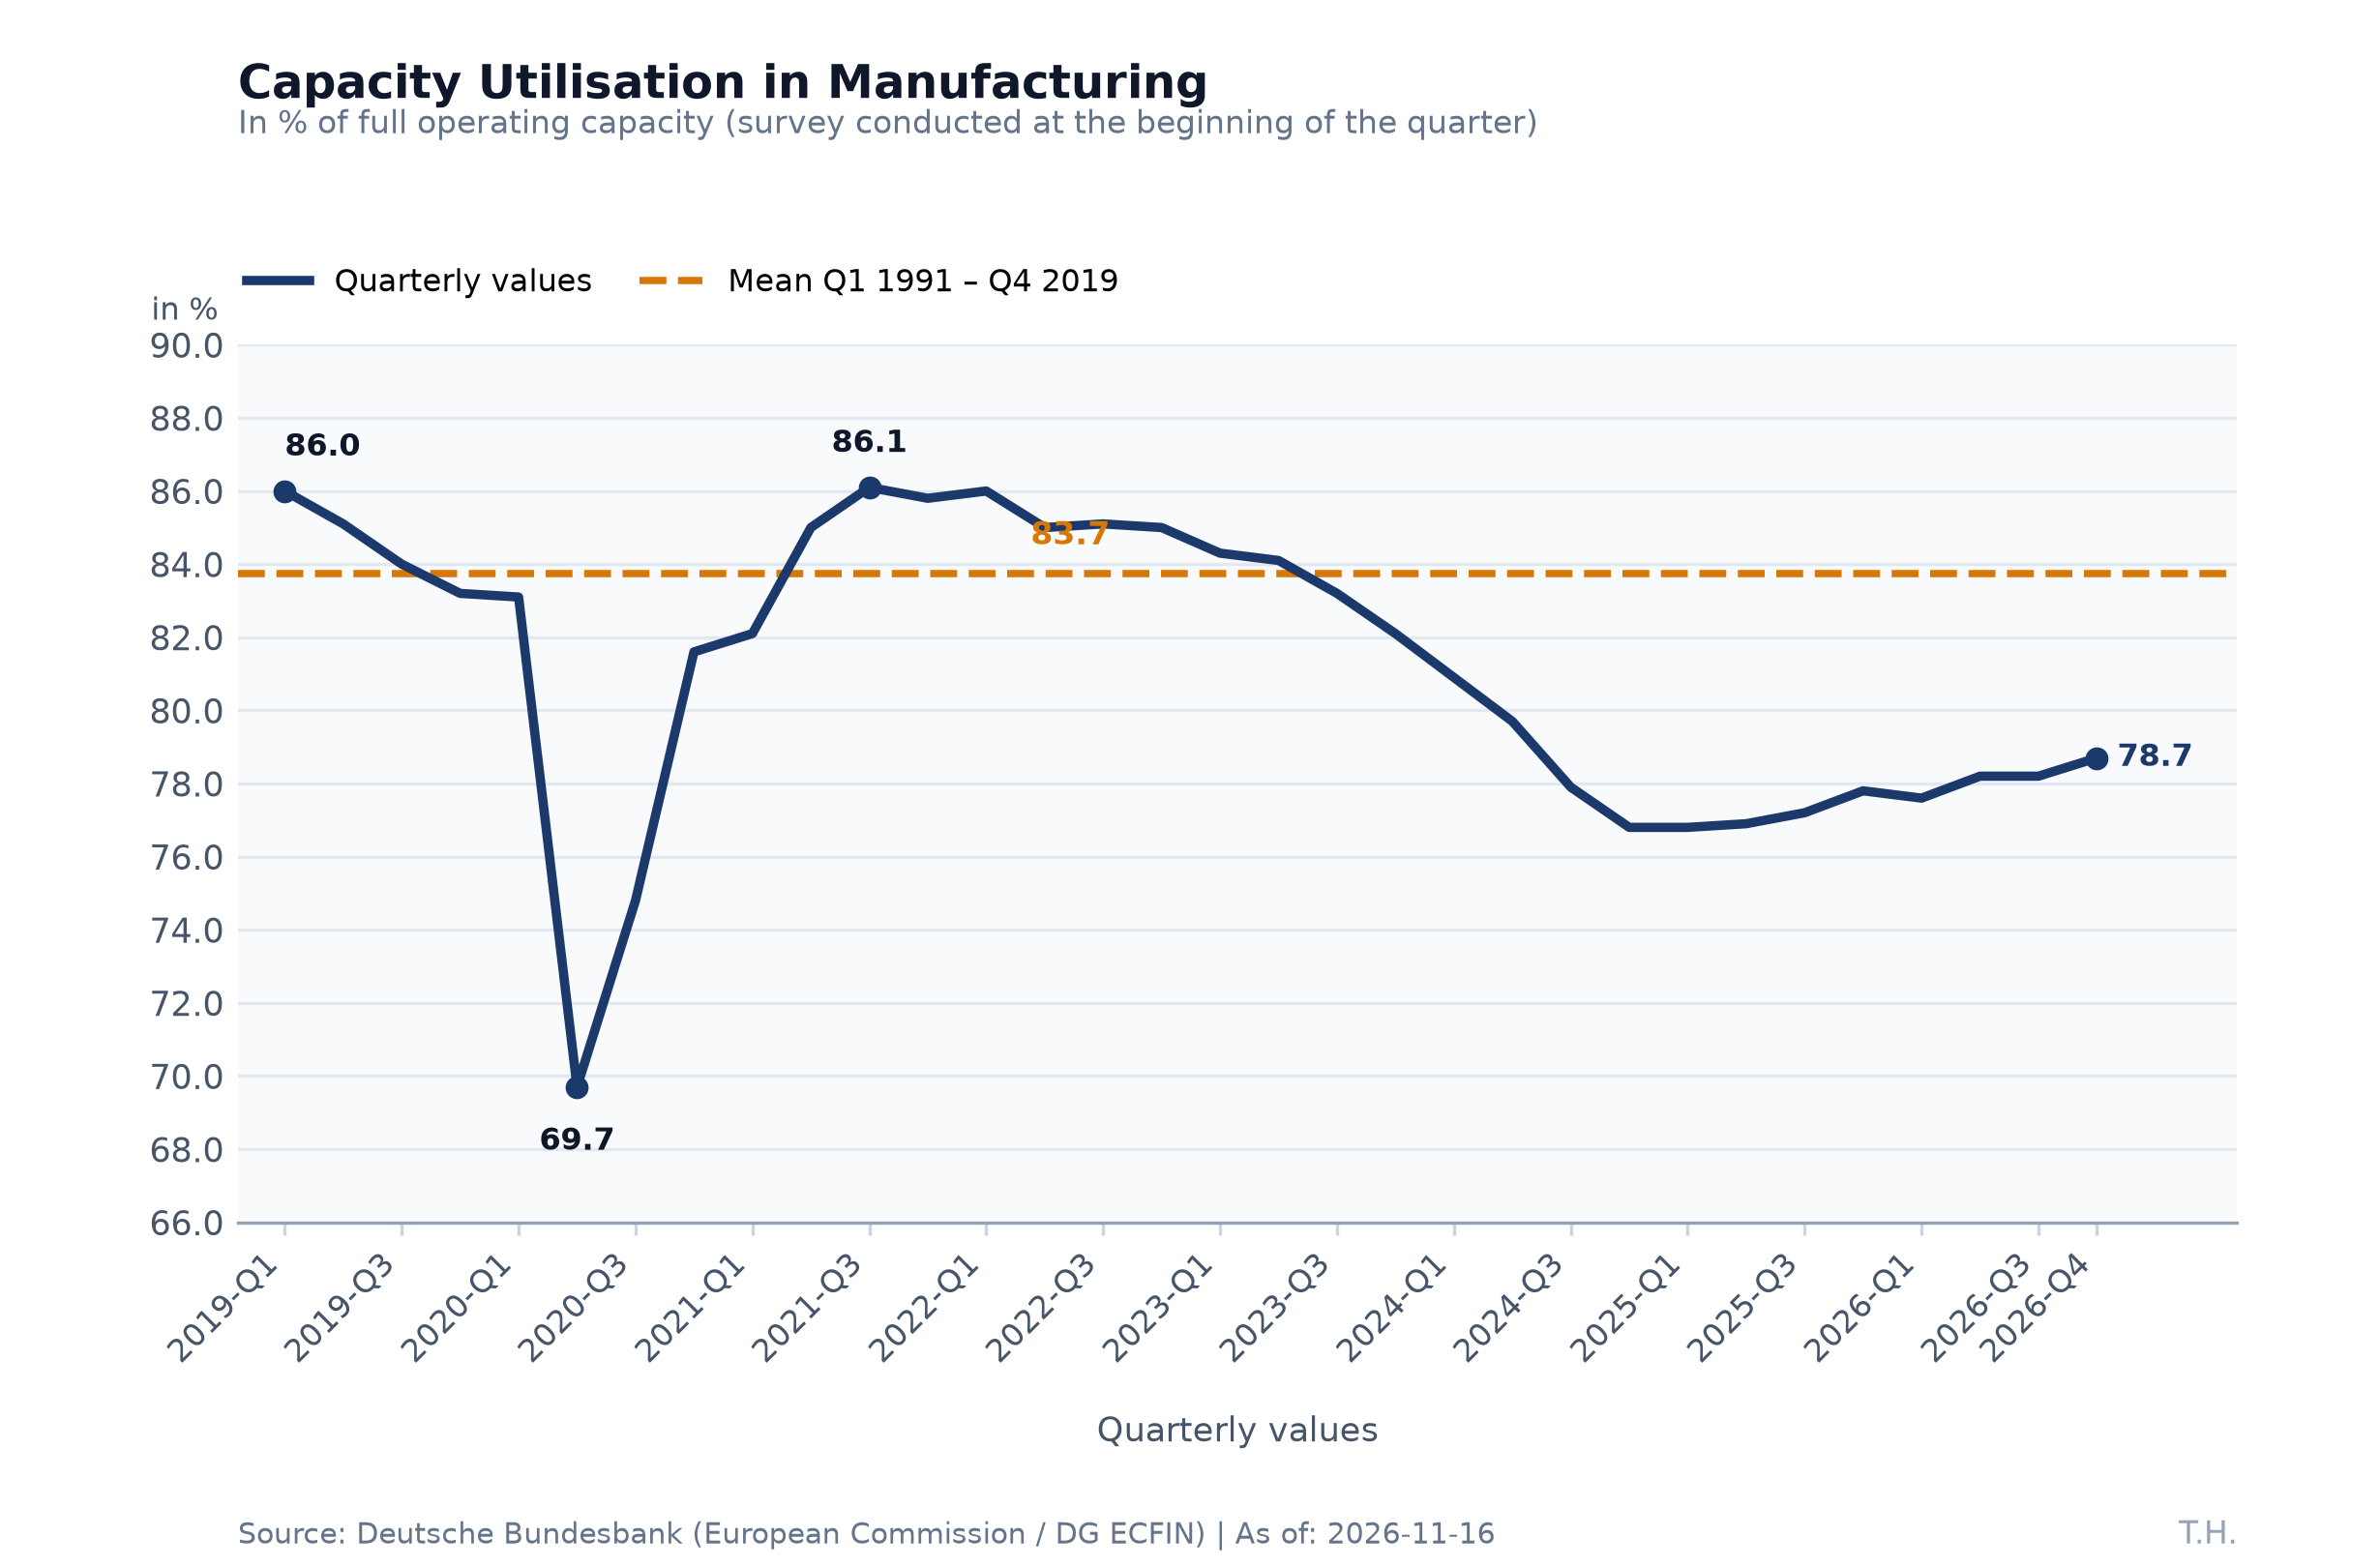 Capacity Utilisation in Manufacturing
In % of full operating capacity (survey conducted at the beginning of the quarter)
Quarterly values
Mean Q1 1991 – Q4 2019
in %
90.0
88.0
86.0
84.0
82.0
80.0
78.0
76.0
74.0
72.0
70.0
68.0
66.0
86.0
86.1
83.7
78.7
69.7
2019-Q1
2019-Q3
2020-Q1
2020-Q3
2021-Q1
2021-Q3
2022-Q1
2022-Q3
2023-Q1
2023-Q3
2024-Q1
2024-Q3
2025-Q1
2025-Q3
2026-Q1
2026-Q3
2026-Q4
Quarterly values
Source: Deutsche Bundesbank (European Commission / DG ECFIN) | As of: 2026-11-16
T.H.